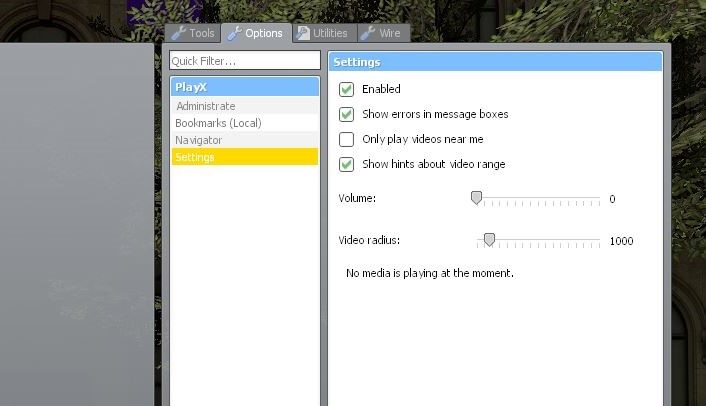 Tools Options Utilities Wire
Quick Filter...
PlayX
Administrate
Bookmarks (Local)
Navigator
Settings
Settings
Enabled
Show errors in message boxes
Only play videos near me
Show hints about video range
Volume: 0
Video radius: 1000
No media is playing at the moment.